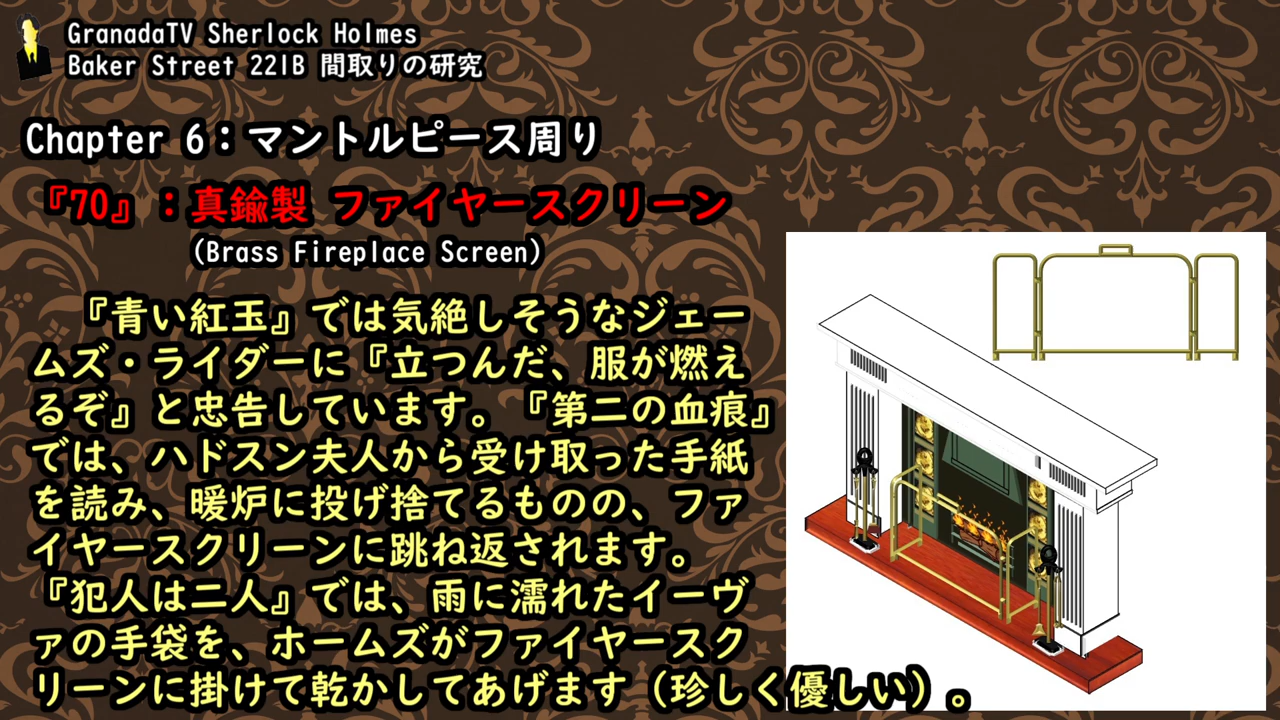 GranadaTV Sherlock Holmes
Baker Street 221B 間取りの研究
Chapter 6：マントルピース周り
『70』：真鍮製 ファイヤースクリーン
(Brass Fireplace Screen)
『青い紅玉』では気絶しそうなジェー
ムズ・ライダーに『立つんだ、服が燃え
るぞ』と忠告しています。『第二の血痕』
では、ハドスン夫人から受け取った手紙
を読み、暖炉に投げ捨てるものの、ファ
イヤースクリーンに跳ね返されます。
『犯人は二人』では、雨に濡れたイーヴ
ァの手袋を、ホームズがファイヤースク
リーンに掛けて乾かしてあげます（珍しく優しい）。